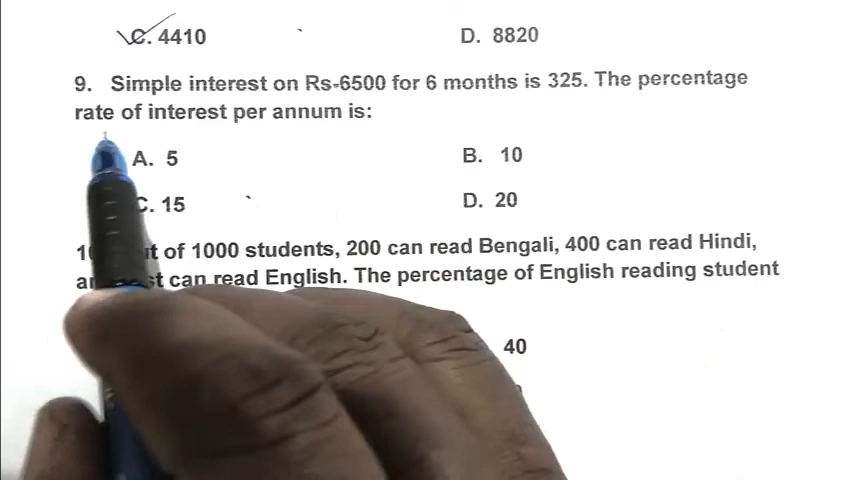 C. 4410 D. 8820
9. Simple interest on Rs-6500 for 6 months is 325. The percentage
rate of interest per annum is:
A. 5 B. 10
C. 15 D. 20
of 1000 students, 200 can read Bengali, 400 can read Hindi,
can read English. The percentage of English reading student
40